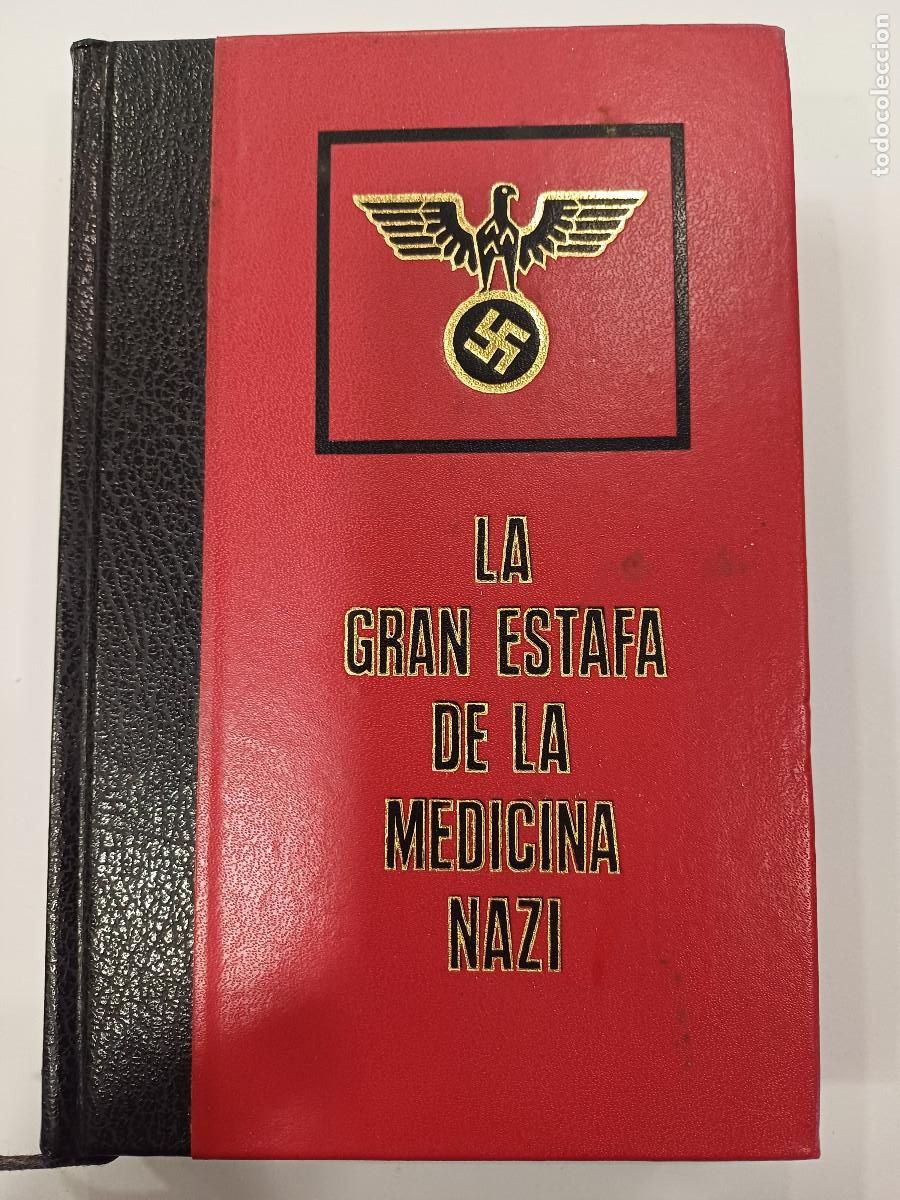 LA
GRAN ESTAFA
DE LA
MEDICINA
NAZI
todocoleccion